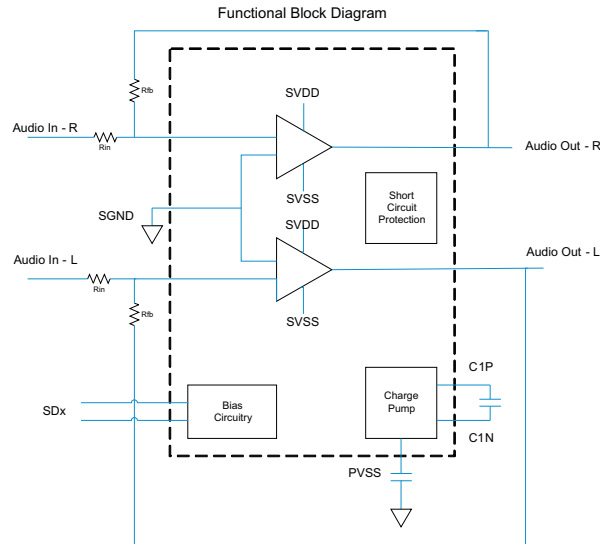 Functional Block Diagram
Rfb
SVDD
Audio In - R
Rin
Audio Out - R
SVSS
Short
Circuit
Protection
SGND
SVDD
Audio In - L
Audio Out - L
Rin
Rfb
SVSS
C1P
Bias
Circuitry
Charge
Pump
SDx
C1N
PVSS